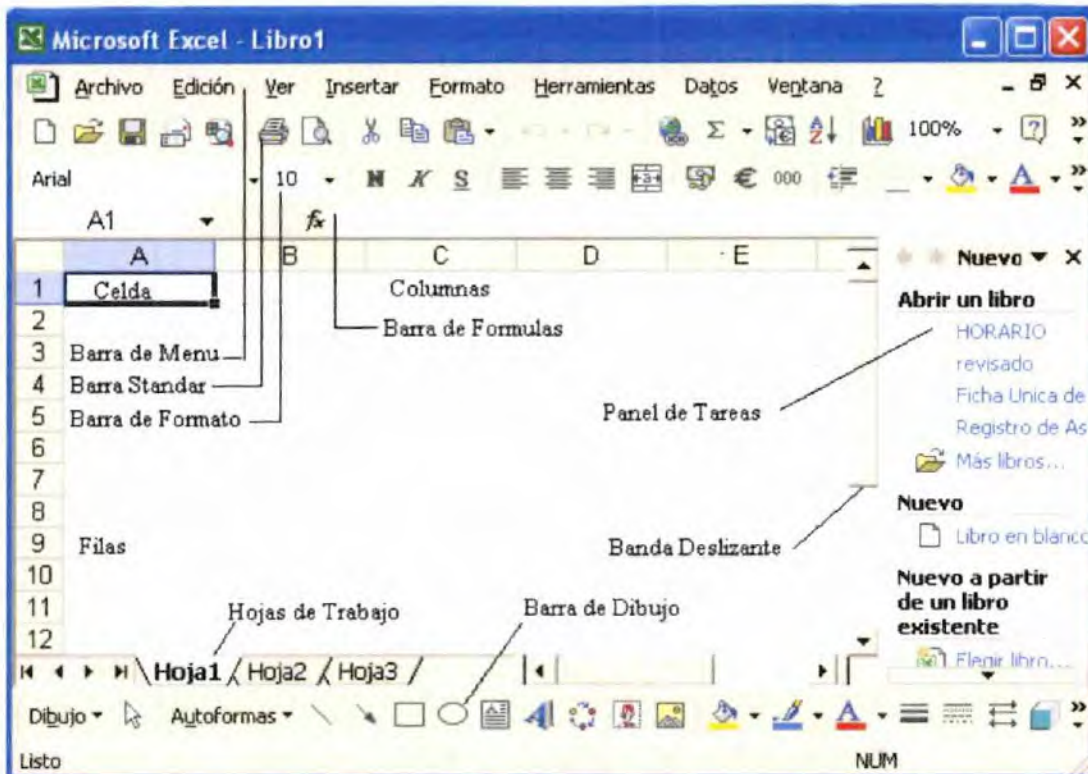 Microsoft Excel - Libro1
Archivo Edición Ver Insertar Formato Herramientas Datos Ventana ?
100%
Arial 10 N K S € 000
A1 fx
A B C D E
Nuevo
1 Celda Columnas
Abrir un libro
2
Barra de Formulas
HORARIO
3 Barra de Menu
revisado
4 Barra Standar
Ficha Unica de
5 Barra de Formato
Panel de Tareas
Registro de As
6
Más libros...
7
8
Nuevo
9 Filas
Banda Deslizante
Libro en blanco
10
Nuevo a partir
de un libro
existente
11 Hojas de Trabajo
Barra de Dibujo
12
Elegir libro...
Hoja1 Hoja2 Hoja3
Dibujo Autoformas
Listo NUM